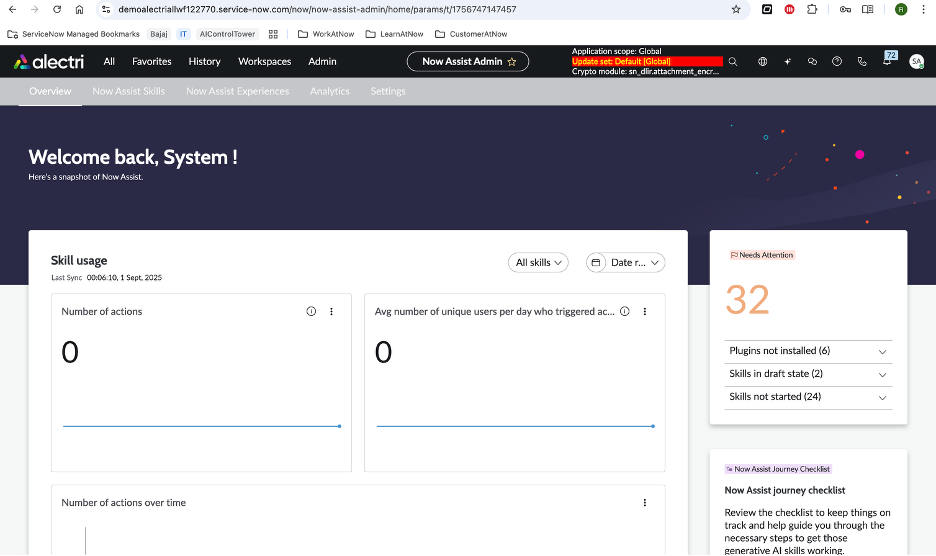 demoalectriallwf122770.service-now.com/now/now-assist-admin/home/params/t/1756747147457
R
ServiceNow Managed Bookmarks Bajaj IT AIControlTower WorkAtNow LearnAtNow CustomerAtNow
alectri All Favorites History Workspaces Admin Now Assist Admin
Application scope: Global
Update set: Default [Global]
Crypto module: sn_dlir.attachment_encr...
72
SA
Overview Now Assist Skills Now Assist Experiences Analytics Settings
Welcome back, System !
Here's a snapshot of Now Assist.
Skill usage
Last Sync 00:06:10, 1 Sept, 2025
All skills Date r...
Number of actions
0
Avg number of unique users per day who triggered ac...
0
Number of actions over time
Needs Attention
32
Plugins not installed (6)
Skills in draft state (2)
Skills not started (24)
Now Assist Journey Checklist
Now Assist journey checklist
Review the checklist to keep things on
track and help guide you through the
necessary steps to get those
generative AI skills working.